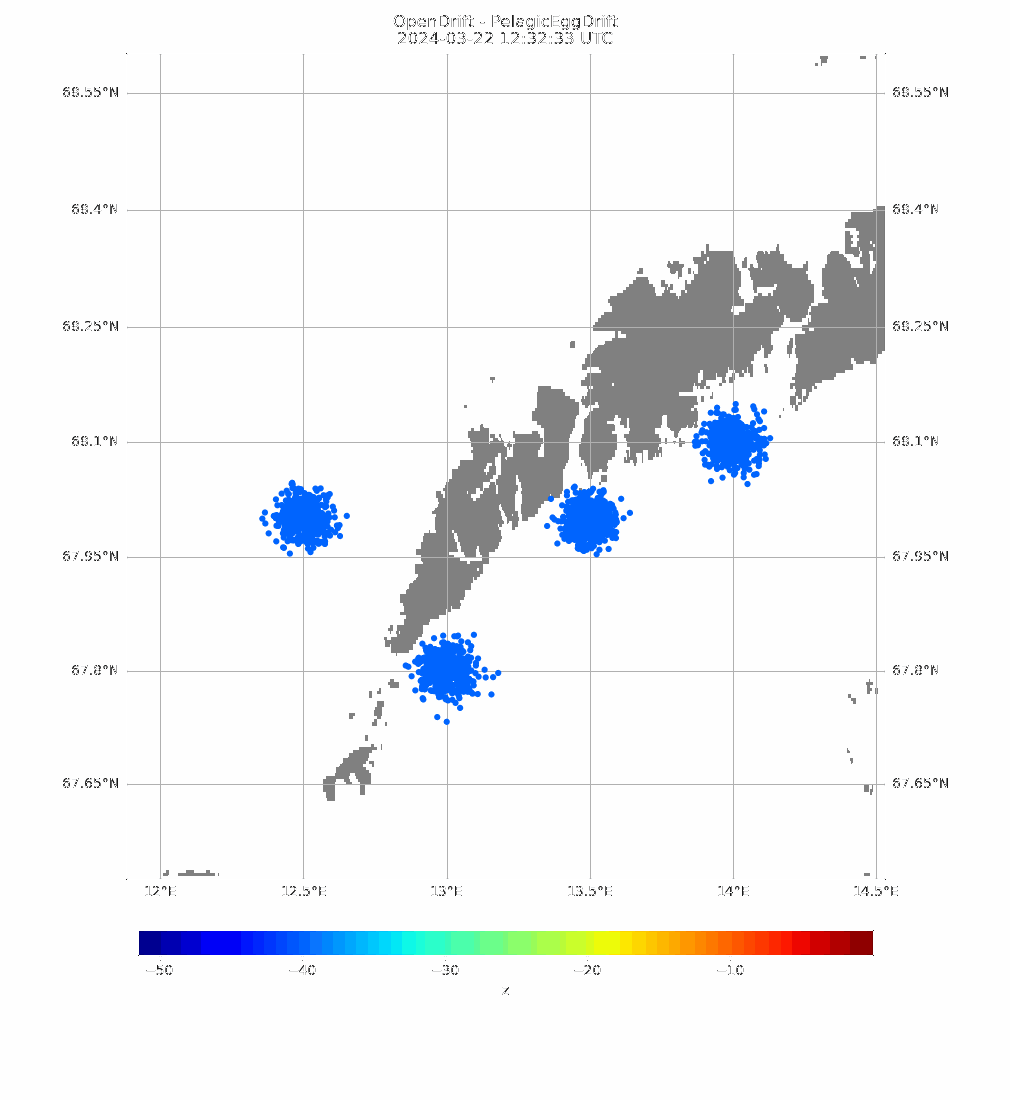 OpenDrift - PelagicEggDrift
2024-03-22 12:32:33 UTC
68.55°N 68.55°N
68.4°N 68.4°N
68.25°N 68.25°N
68.1°N 68.1°N
67.95°N 67.95°N
67.8°N 67.8°N
67.65°N 67.65°N
12°E 12.5°E 13°E 13.5°E 14°E 14.5°E
−50 −40 −30 −20 −10
z